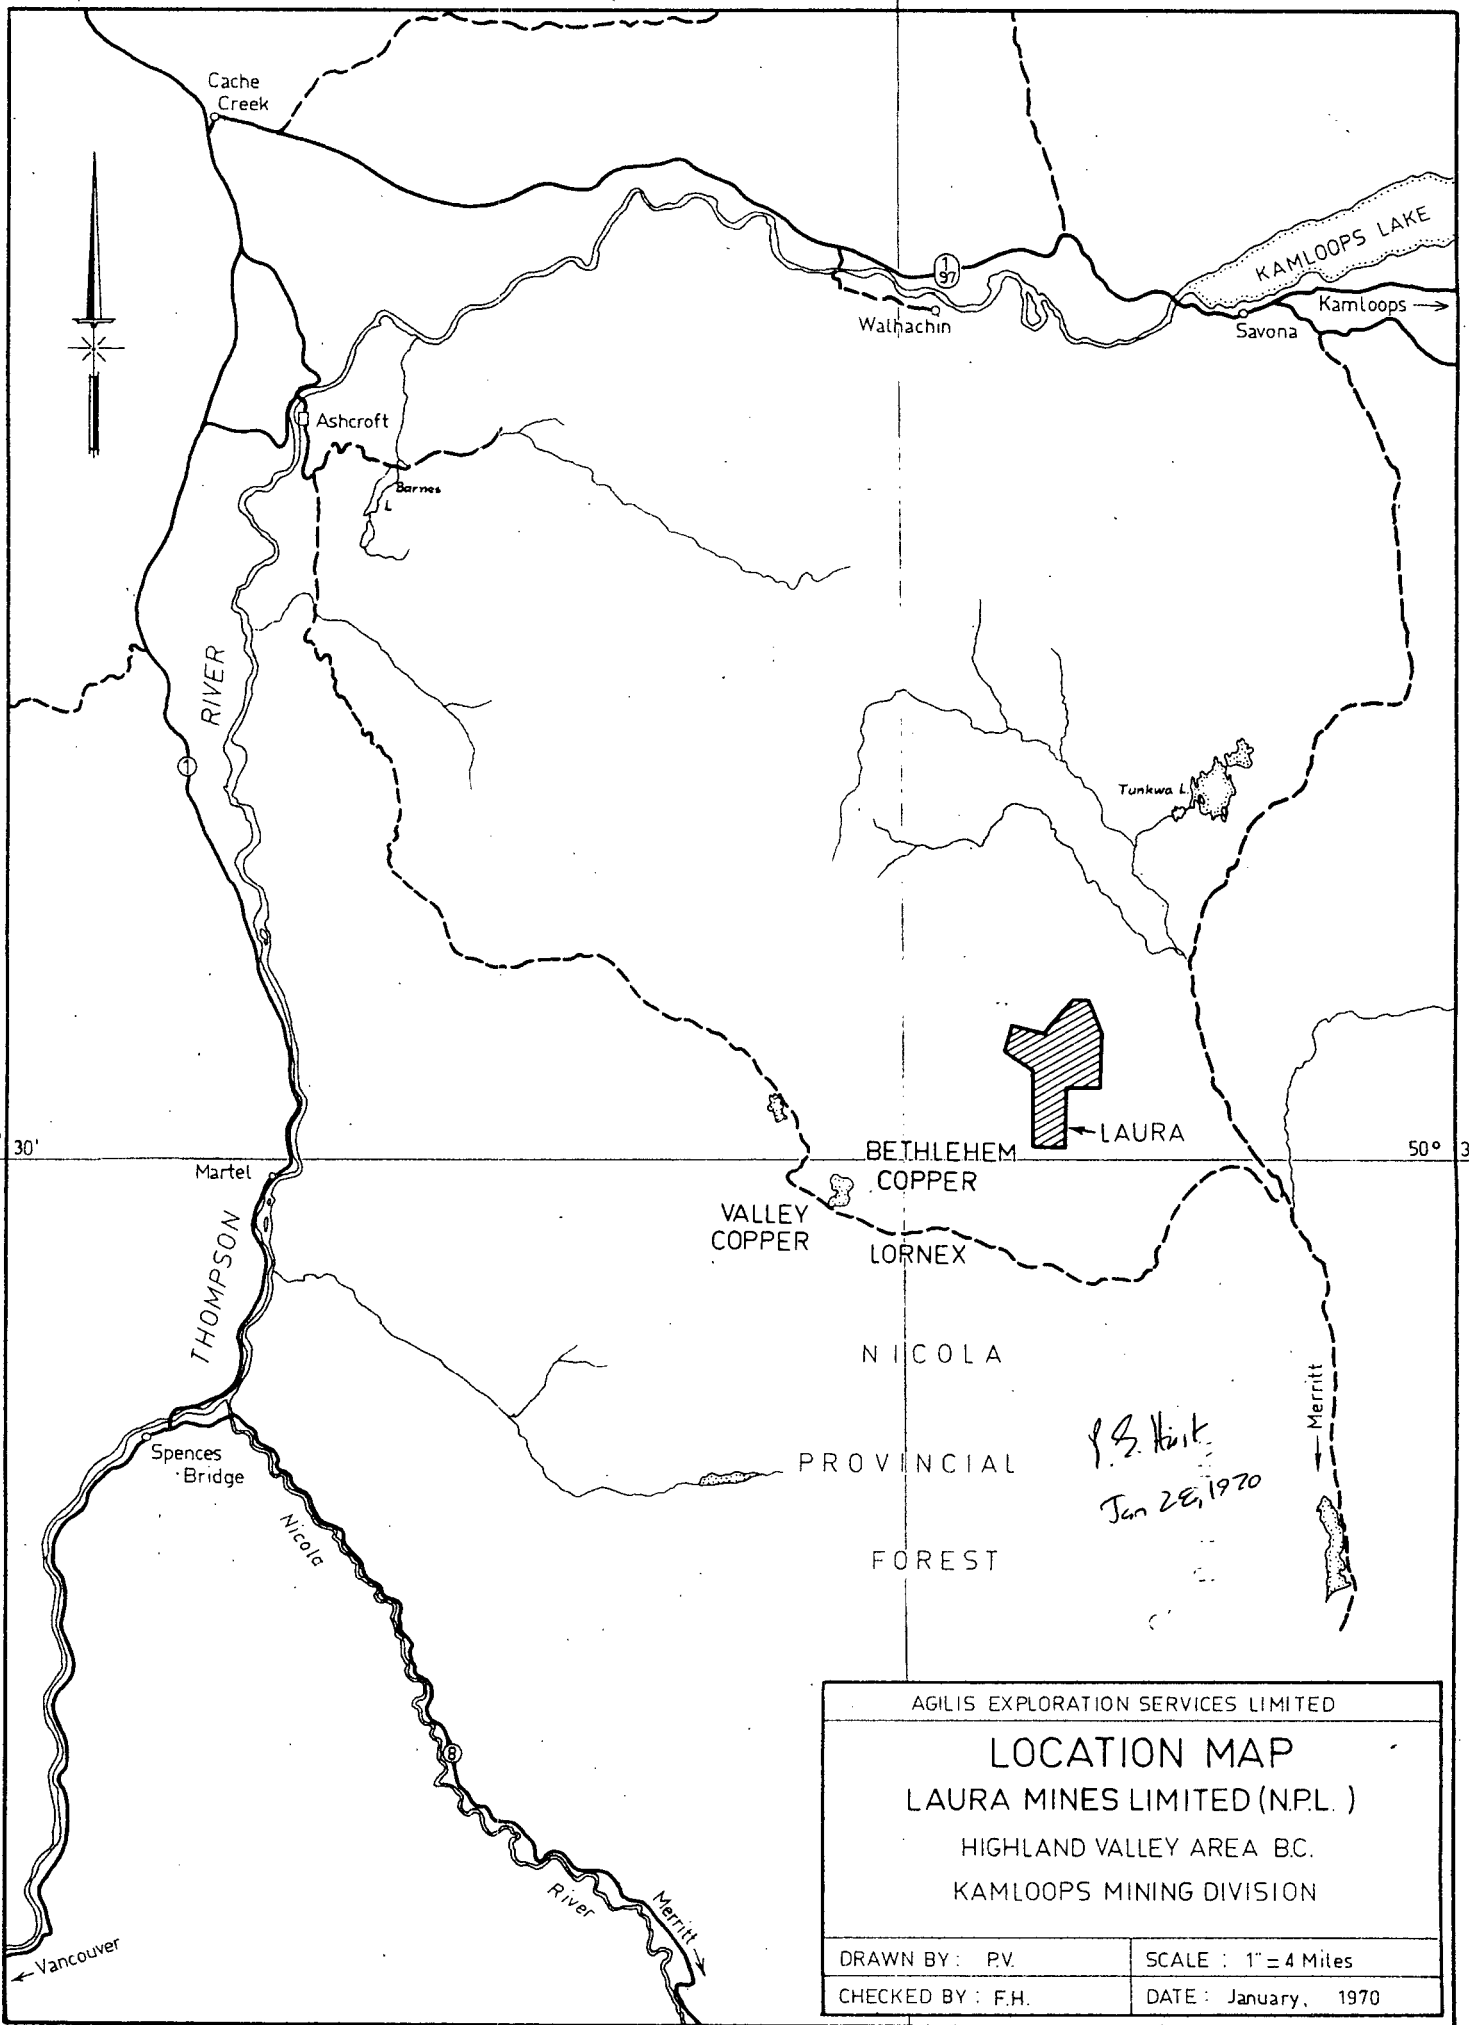 Cache
Creek
KAMLOOPS LAKE
1
97
Kamloops
Walhachin
Savona
Ashcroft
Barnes
L
RIVER
1
Tunkwa L.
LAURA
30'
50° 3
BETHLEHEM
COPPER
Martel
VALLEY
COPPER
LORNEX
THOMPSON
NICOLA
Merritt
PROVINCIAL
Spences
Bridge
Jan 28, 1970
Nicola
FOREST
8
River
Merritt
Vancouver
AGILIS EXPLORATION SERVICES LIMITED
LOCATION MAP
LAURA MINES LIMITED (N.P.L.)
HIGHLAND VALLEY AREA B.C.
KAMLOOPS MINING DIVISION
DRAWN BY: P.V.
SCALE : 1" = 4 Miles
CHECKED BY : F.H.
DATE : January, 1970